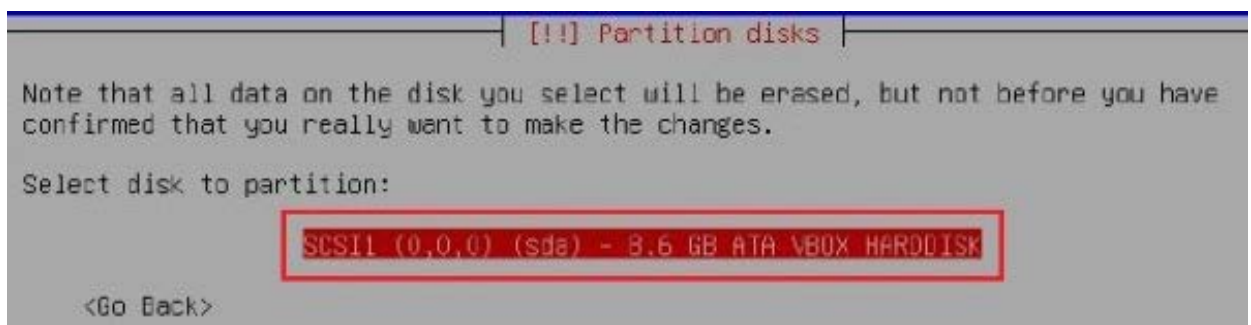 [!!] Partition disks
Note that all data on the disk you select will be erased, but not before you have
confirmed that you really want to make the changes.
Select disk to partition:
SCSI1 (0,0,0) (sda) - 8.6 GB ATA VBOX HARDDISK
<Go Back>